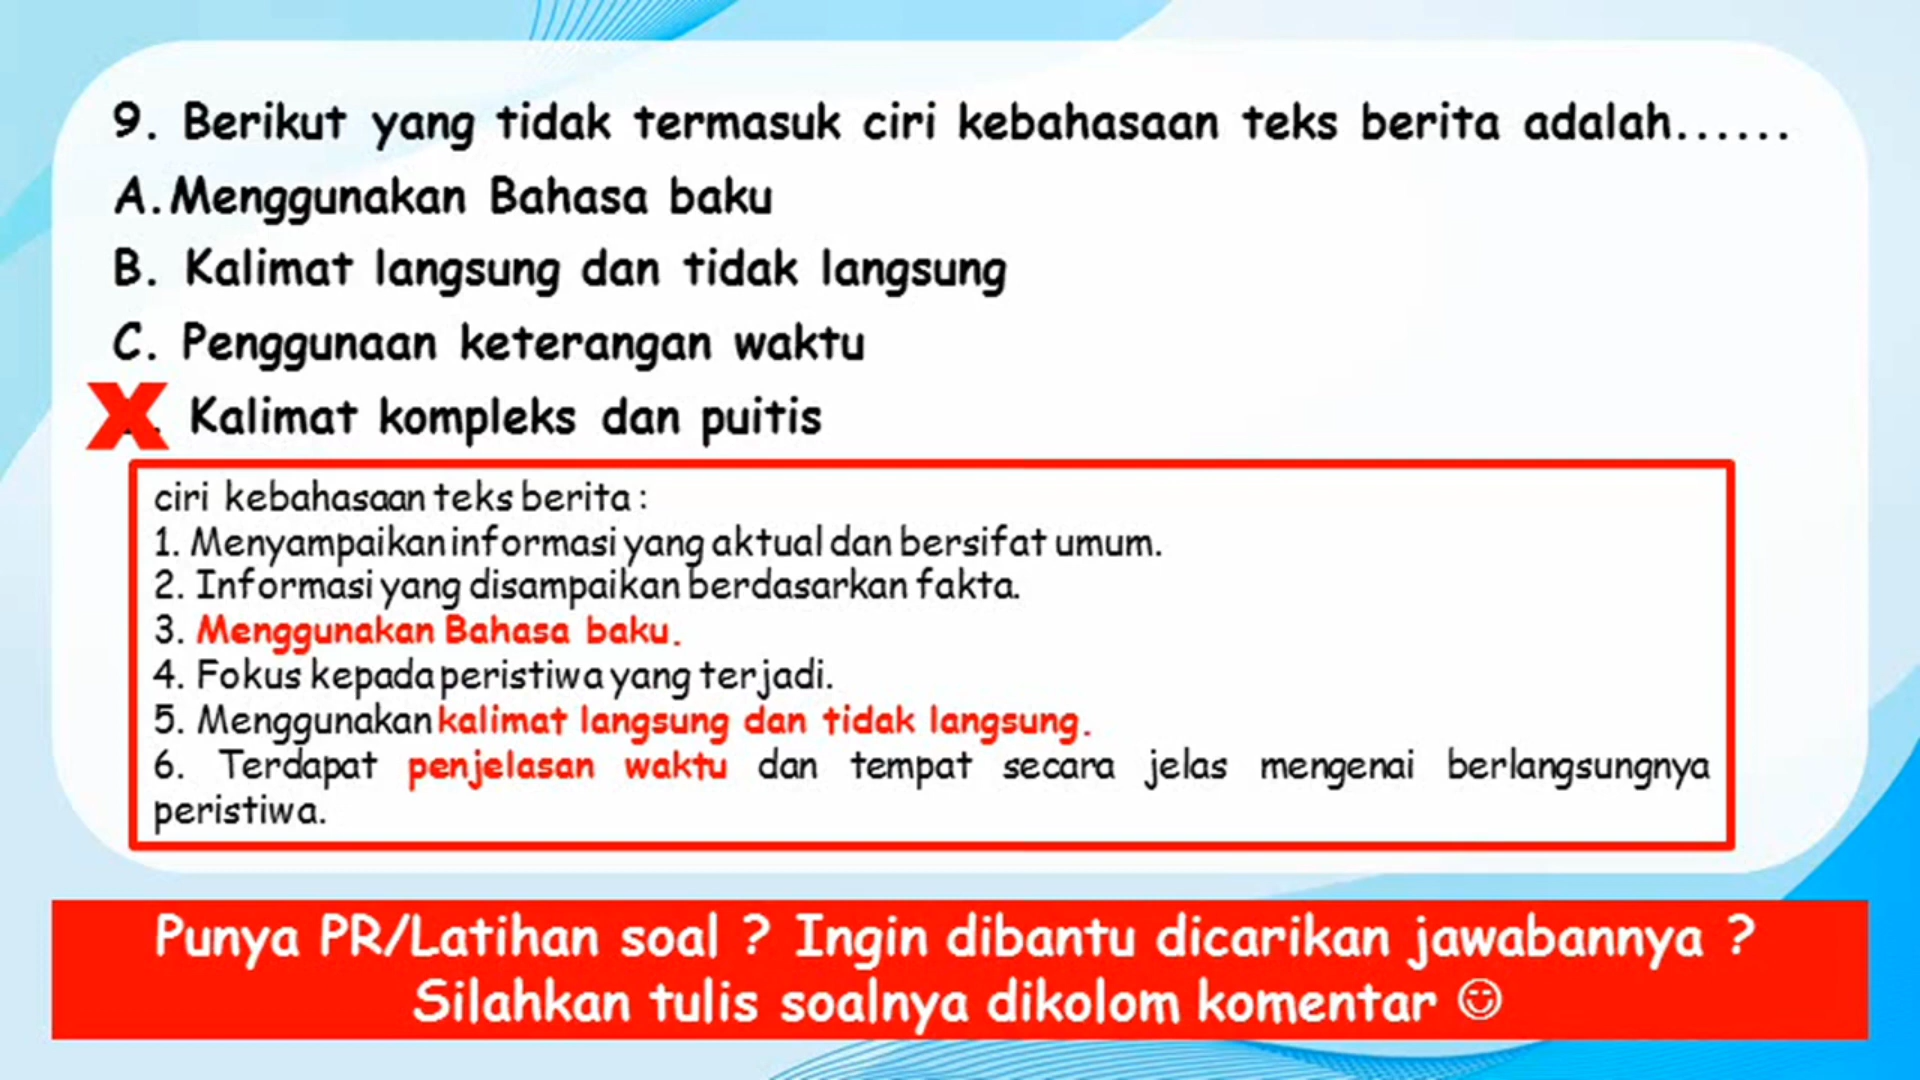 9. Berikut yang tidak termasuk ciri kebahasaan teks berita adalah......
A. Menggunakan Bahasa baku
B. Kalimat langsung dan tidak langsung
C. Penggunaan keterangan waktu
X. Kalimat kompleks dan puitis
ciri kebahasaan teks berita :
1. Menyampaikan informasi yang aktual dan bersifat umum.
2. Informasi yang disampaikan berdasarkan fakta.
3. Menggunakan Bahasa baku.
4. Fokus kepada peristiwa yang terjadi.
5. Menggunakan kalimat langsung dan tidak langsung.
6. Terdapat penjelasan waktu dan tempat secara jelas mengenai berlangsungnya
peristiwa.
Punya PR/Latihan soal ? Ingin dibantu dicarikan jawabannya ?
Silahkan tulis soalnya dikolom komentar ☺